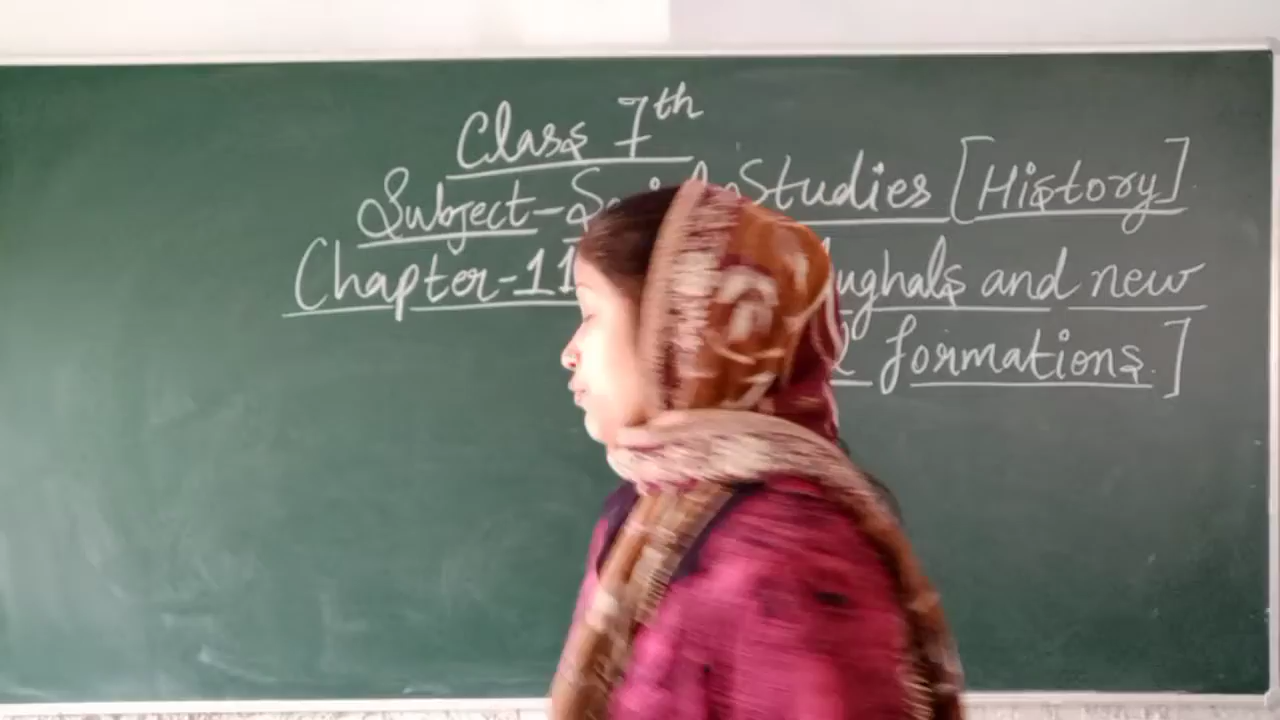 Class 7th
Subject- Studies [History]
Chapter-11 and new
formations.]